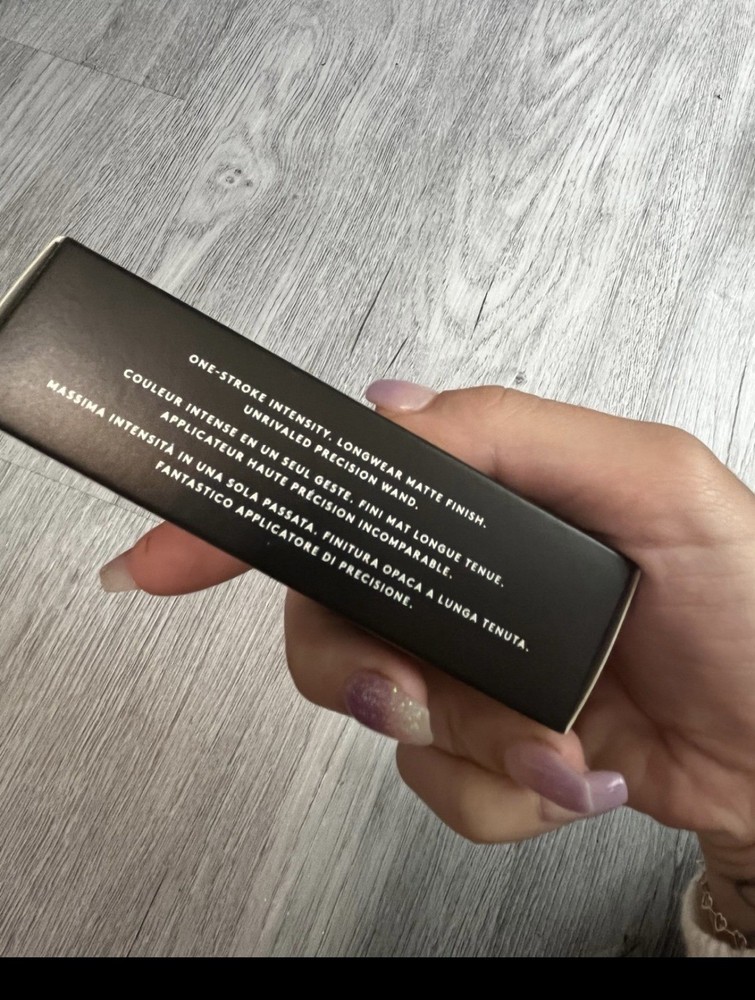 ONE-STROKE INTENSITY. LONGWEAR MATTE FINISH.
UNRIVALED PRECISION WAND.
COULEUR INTENSE EN UN SEUL GESTE. FINI MAT LONGUE TENUE.
APPLICATEUR HAUTE PRÉCISION INCOMPARABLE.
MASSIMA INTENSITÀ IN UNA SOLA PASSATA. FINITURA OPACA A LUNGA TENUTA.
FANTASTICO APPLICATORE DI PRECISIONE.